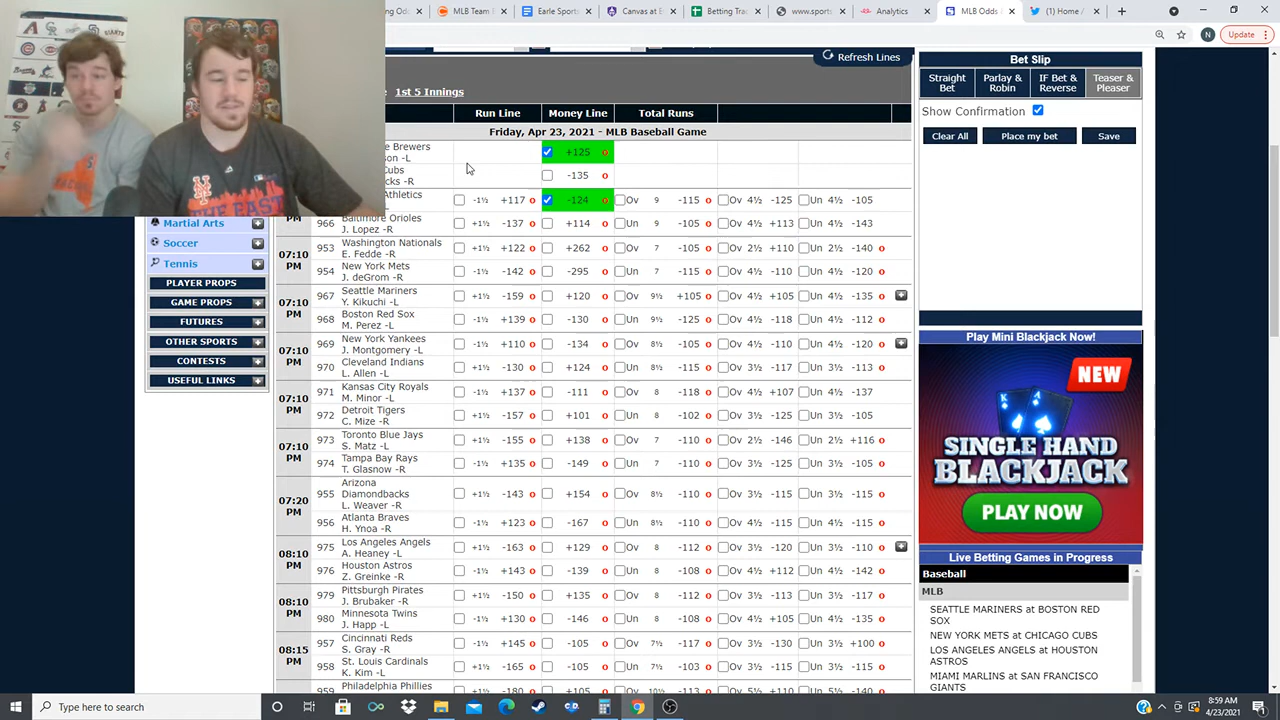 MLB Team
Earle Sports
Canvas at B
Betting Trac
www.sports
Analytics
MLB Odds
(1) Home /
N
Update
GIANTS
METS
THE EAST
Refresh Lines
1st 5 Innings
Run Line Money Line Total Runs
Friday, Apr 23, 2021 - MLB Baseball Game
Brewers
-L +125
Cubs
-R -135
Athletics
-L -1½ +117 o -124 o Ov 9 -115 o Ov 4½ -125 Un 4½ -105
PM 966 Baltimore Orioles
J. Lopez -R +1½ -137 o +114 o Un 9 -105 o Ov 4½ +113 Un 4½ -143
07:10 PM
953 Washington Nationals
E. Fedde -R +1½ +122 o +262 o Ov 7 -105 o Ov 2½ +110 Un 2½ -140 o
954 New York Mets
J. deGrom -R -1½ -142 o -295 o Un 7 -115 o Ov 4½ -110 Un 4½ -120 o
07:10 PM
967 Seattle Mariners
Y. Kikuchi -L +1½ -159 o +120 o Ov 9½ +105 o Ov 4½ +105 Un 4½ -135 o
968 Boston Red Sox
M. Perez -L -1½ +139 o -130 o Un 9½ -125 o Ov 4½ -118 Un 4½ -112 o
07:10 PM
969 New York Yankees
J. Montgomery -L -1½ +110 o -134 o Ov 8½ -105 o Ov 4½ -110 Un 4½ -120 o
970 Cleveland Indians
L. Allen -L +1½ -130 o +124 o Un 8½ -115 o Ov 3½ -117 Un 3½ -113 o
07:10 PM
971 Kansas City Royals
M. Minor -L -1½ +137 o -111 o Ov 8 -118 o Ov 4½ +107 Un 4½ -137 o
972 Detroit Tigers
C. Mize -R +1½ -157 o +101 o Un 8 -102 o Ov 3½ -125 Un 3½ -105 o
07:10 PM
973 Toronto Blue Jays
S. Matz -L +1½ -155 o +138 o Ov 7 -110 o Ov 2½ -146 Un 2½ +116 o
974 Tampa Bay Rays
T. Glasnow -R -1½ +135 o -149 o Un 7 -110 o Ov 3½ -125 Un 3½ -105 o
07:20 PM
955 Arizona
Diamondbacks
L. Weaver -R +1½ -143 o +154 o Ov 8½ -110 o Ov 3½ -115 Un 3½ -115 o
956 Atlanta Braves
H. Ynoa -R -1½ +123 o -167 o Un 8½ -110 o Ov 4½ -115 Un 4½ -115 o
08:10 PM
975 Los Angeles Angels
A. Heaney -L +1½ -163 o +129 o Ov 8 -112 o Ov 3½ -120 Un 3½ -110 o
976 Houston Astros
Z. Greinke -R -1½ +143 o -139 o Un 8 -108 o Ov 4½ +112 Un 4½ -142 o
08:10 PM
979 Pittsburgh Pirates
J. Brubaker -R +1½ -150 o +135 o Ov 8 -112 o Ov 3½ -113 Un 3½ -117 o
980 Minnesota Twins
J. Happ -L -1½ +130 o -146 o Un 8 -108 o Ov 4½ +105 Un 4½ -135 o
08:15 PM
957 Cincinnati Reds
S. Gray -R -1½ +145 o -105 o Ov 7½ -117 o Ov 3½ -130 Un 3½ +100 o
958 St. Louis Cardinals
K. Kim -L +1½ -165 o -105 o Un 7½ -103 o Ov 3½ -115 Un 3½ -115 o
959 Philadelphia Phillies -1½ -180 o +105 o Ov 10½ -113 o Ov 5½ +110 Un 5½ -140 o
Martial Arts
Soccer
Tennis
PLAYER PROPS
GAME PROPS
FUTURES
OTHER SPORTS
CONTESTS
USEFUL LINKS
Bet Slip
Straight Bet
Parlay & Robin
IF Bet & Reverse
Teaser & Pleaser
Show Confirmation
Clear All Place my bet Save
Play Mini Blackjack Now!
NEW
SINGLE HAND
BLACKJACK
PLAY NOW
Live Betting Games in Progress
Baseball
MLB
SEATTLE MARINERS at BOSTON RED
SOX
NEW YORK METS at CHICAGO CUBS
LOS ANGELES ANGELS at HOUSTON
ASTROS
MIAMI MARLINS at SAN FRANCISCO
GIANTS
Type here to search
8:59 AM
4/23/2021